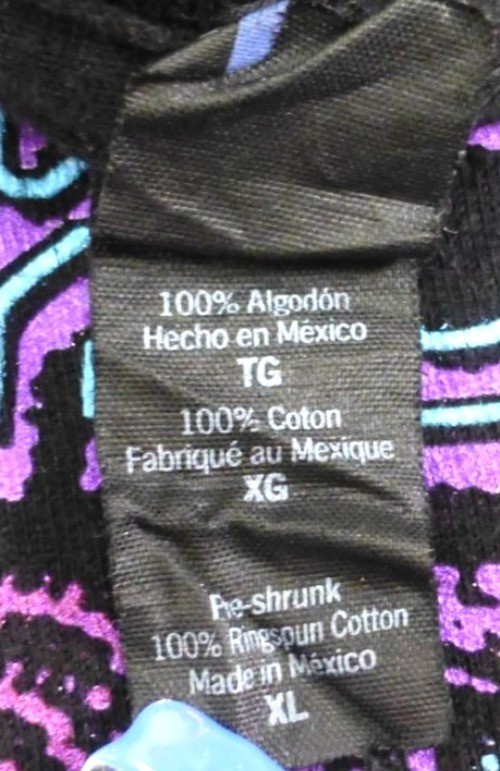 100% Algodón
Hecho en México
TG
100% Coton
Fabriqué au Mexique
XG
Pre-shrunk
100% Ringspun Cotton
Made in México
XL